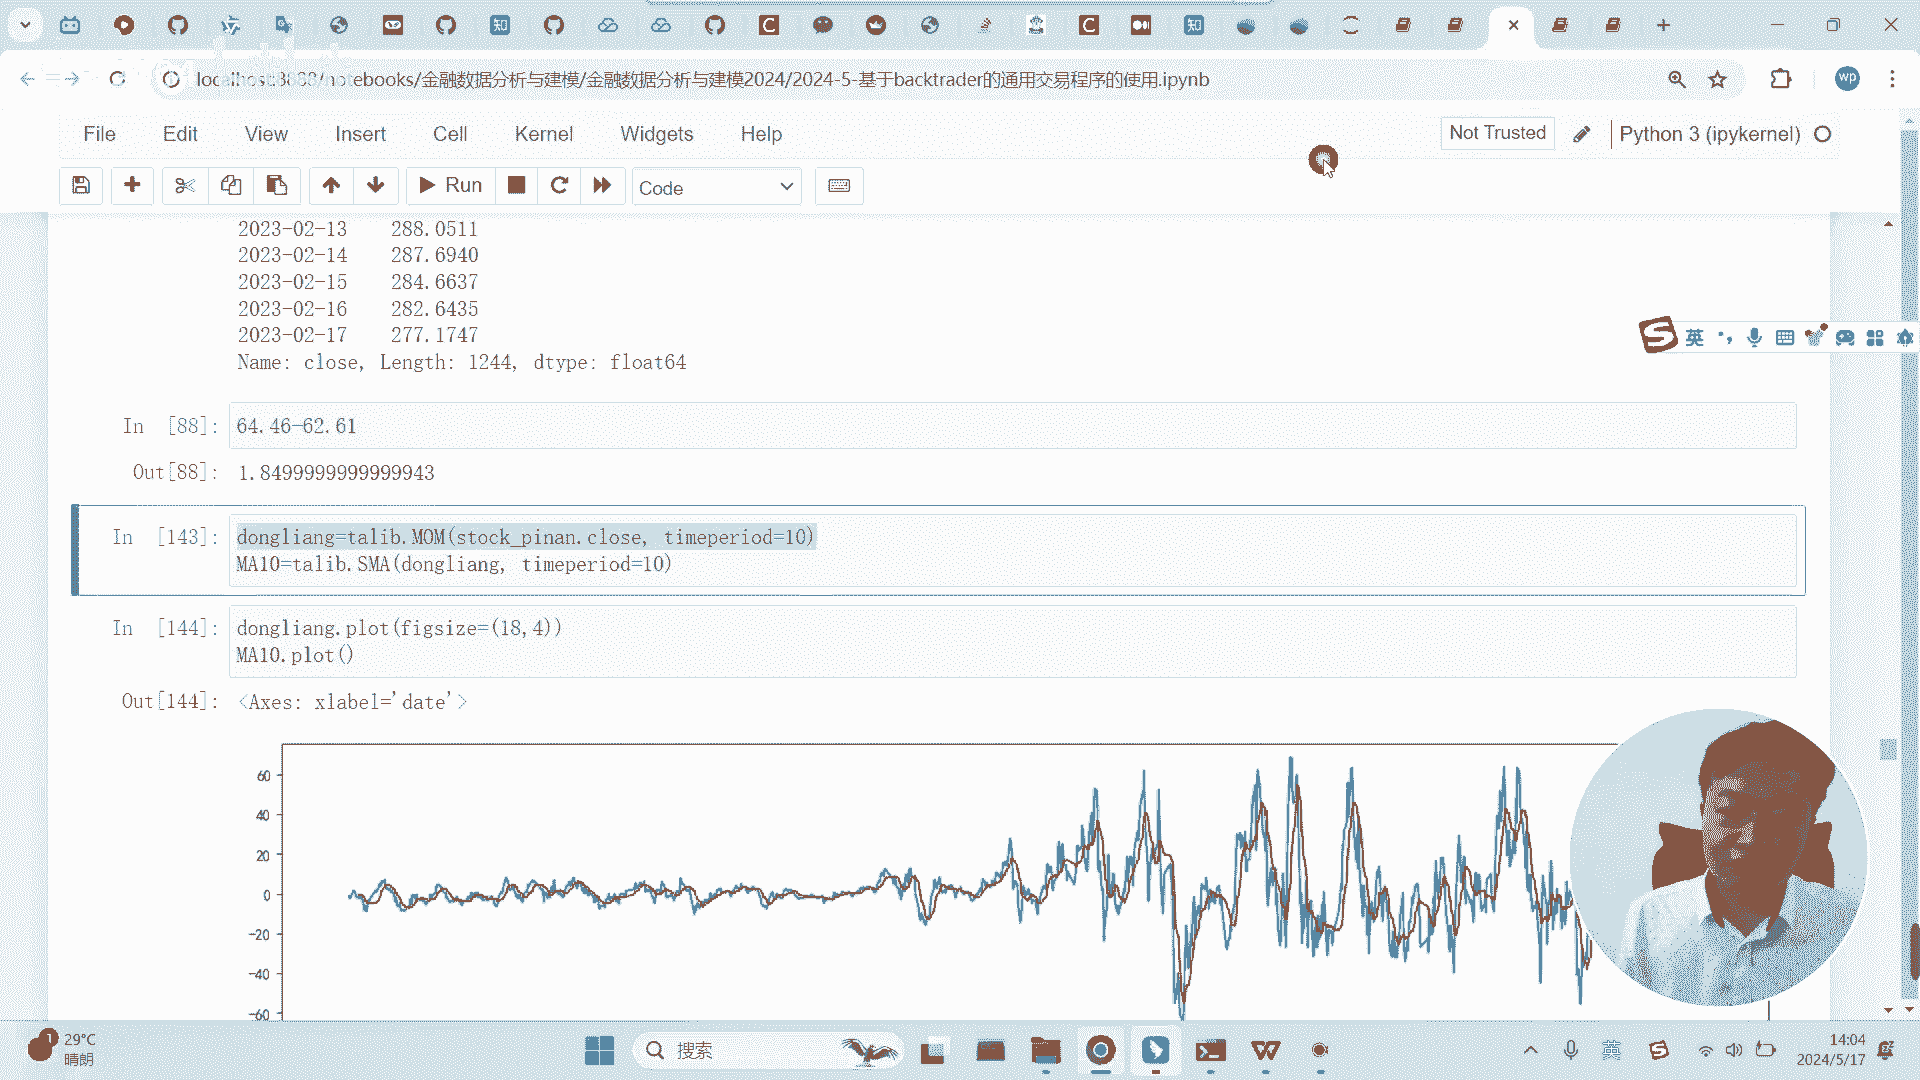 localhost:8888/notebooks/金融数据分析与建模/金融数据分析与建模2024/2024-5-基于backtrader的通用交易程序的使用.ipynb
wp
File Edit View Insert Cell Kernel Widgets Help
Not Trusted
Python 3 (ipykernel)
Run
Code
2023-02-13 288.0511
2023-02-14 287.6940
2023-02-15 284.6637
2023-02-16 282.6435
2023-02-17 277.1747
Name: close, Length: 1244, dtype: float64
英
In [88]: 64.46-62.61
Out[88]: 1.8499999999999943
In [143]: dongliang=talib.MOM(stock_pinan.close, timeperiod=10)
MA10=talib.SMA(dongliang, timeperiod=10)
In [144]: dongliang.plot(figsize=(18,4))
MA10.plot()
Out[144]: <Axes: xlabel='date'>
60
40
20
0
-20
-40
-60
1
29°C
晴朗
搜索
英
14:04
2024/5/17